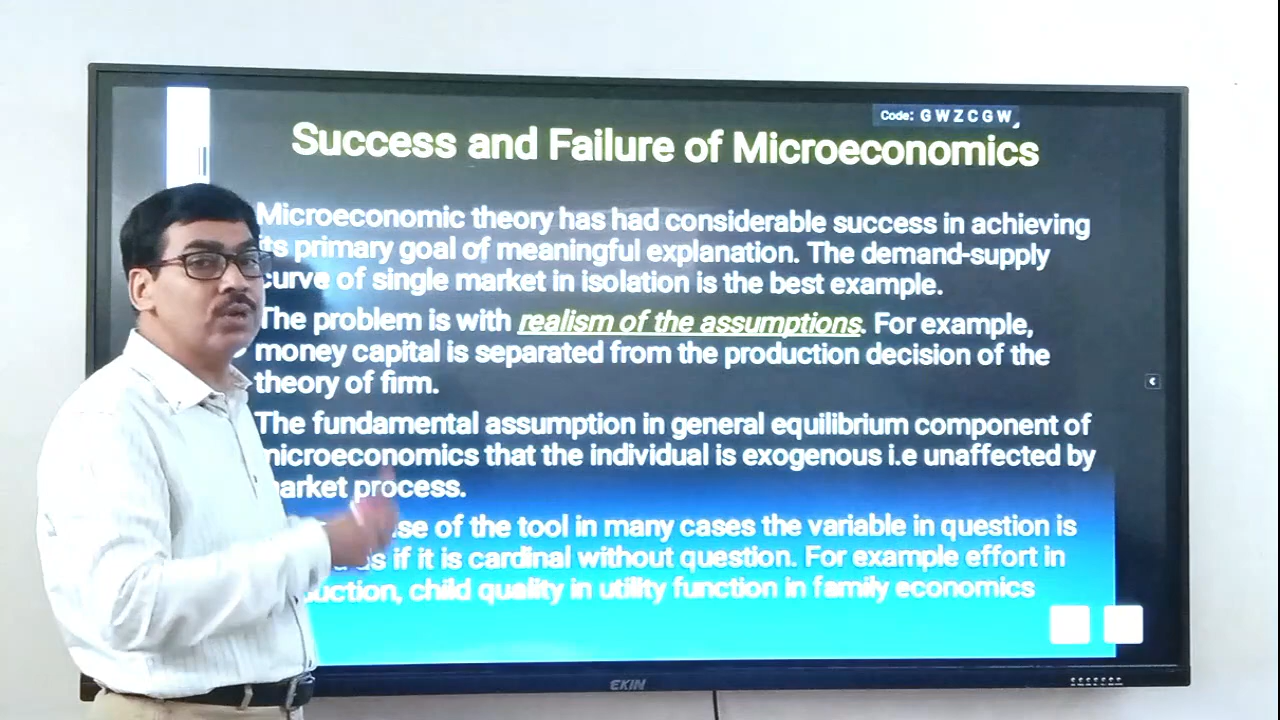 Code: GWZCGW
Success and Failure of Microeconomics
Microeconomic theory has had considerable success in achieving
its primary goal of meaningful explanation. The demand-supply
curve of single market in isolation is the best example.
The problem is with realism of the assumptions. For example,
money capital is separated from the production decision of the
theory of firm.
The fundamental assumption in general equilibrium component of
microeconomics that the individual is exogenous i.e unaffected by
market process.
of the tool in many cases the variable in question is
as if it is cardinal without question. For example effort in
child quality in utility function in family economics
EKIN